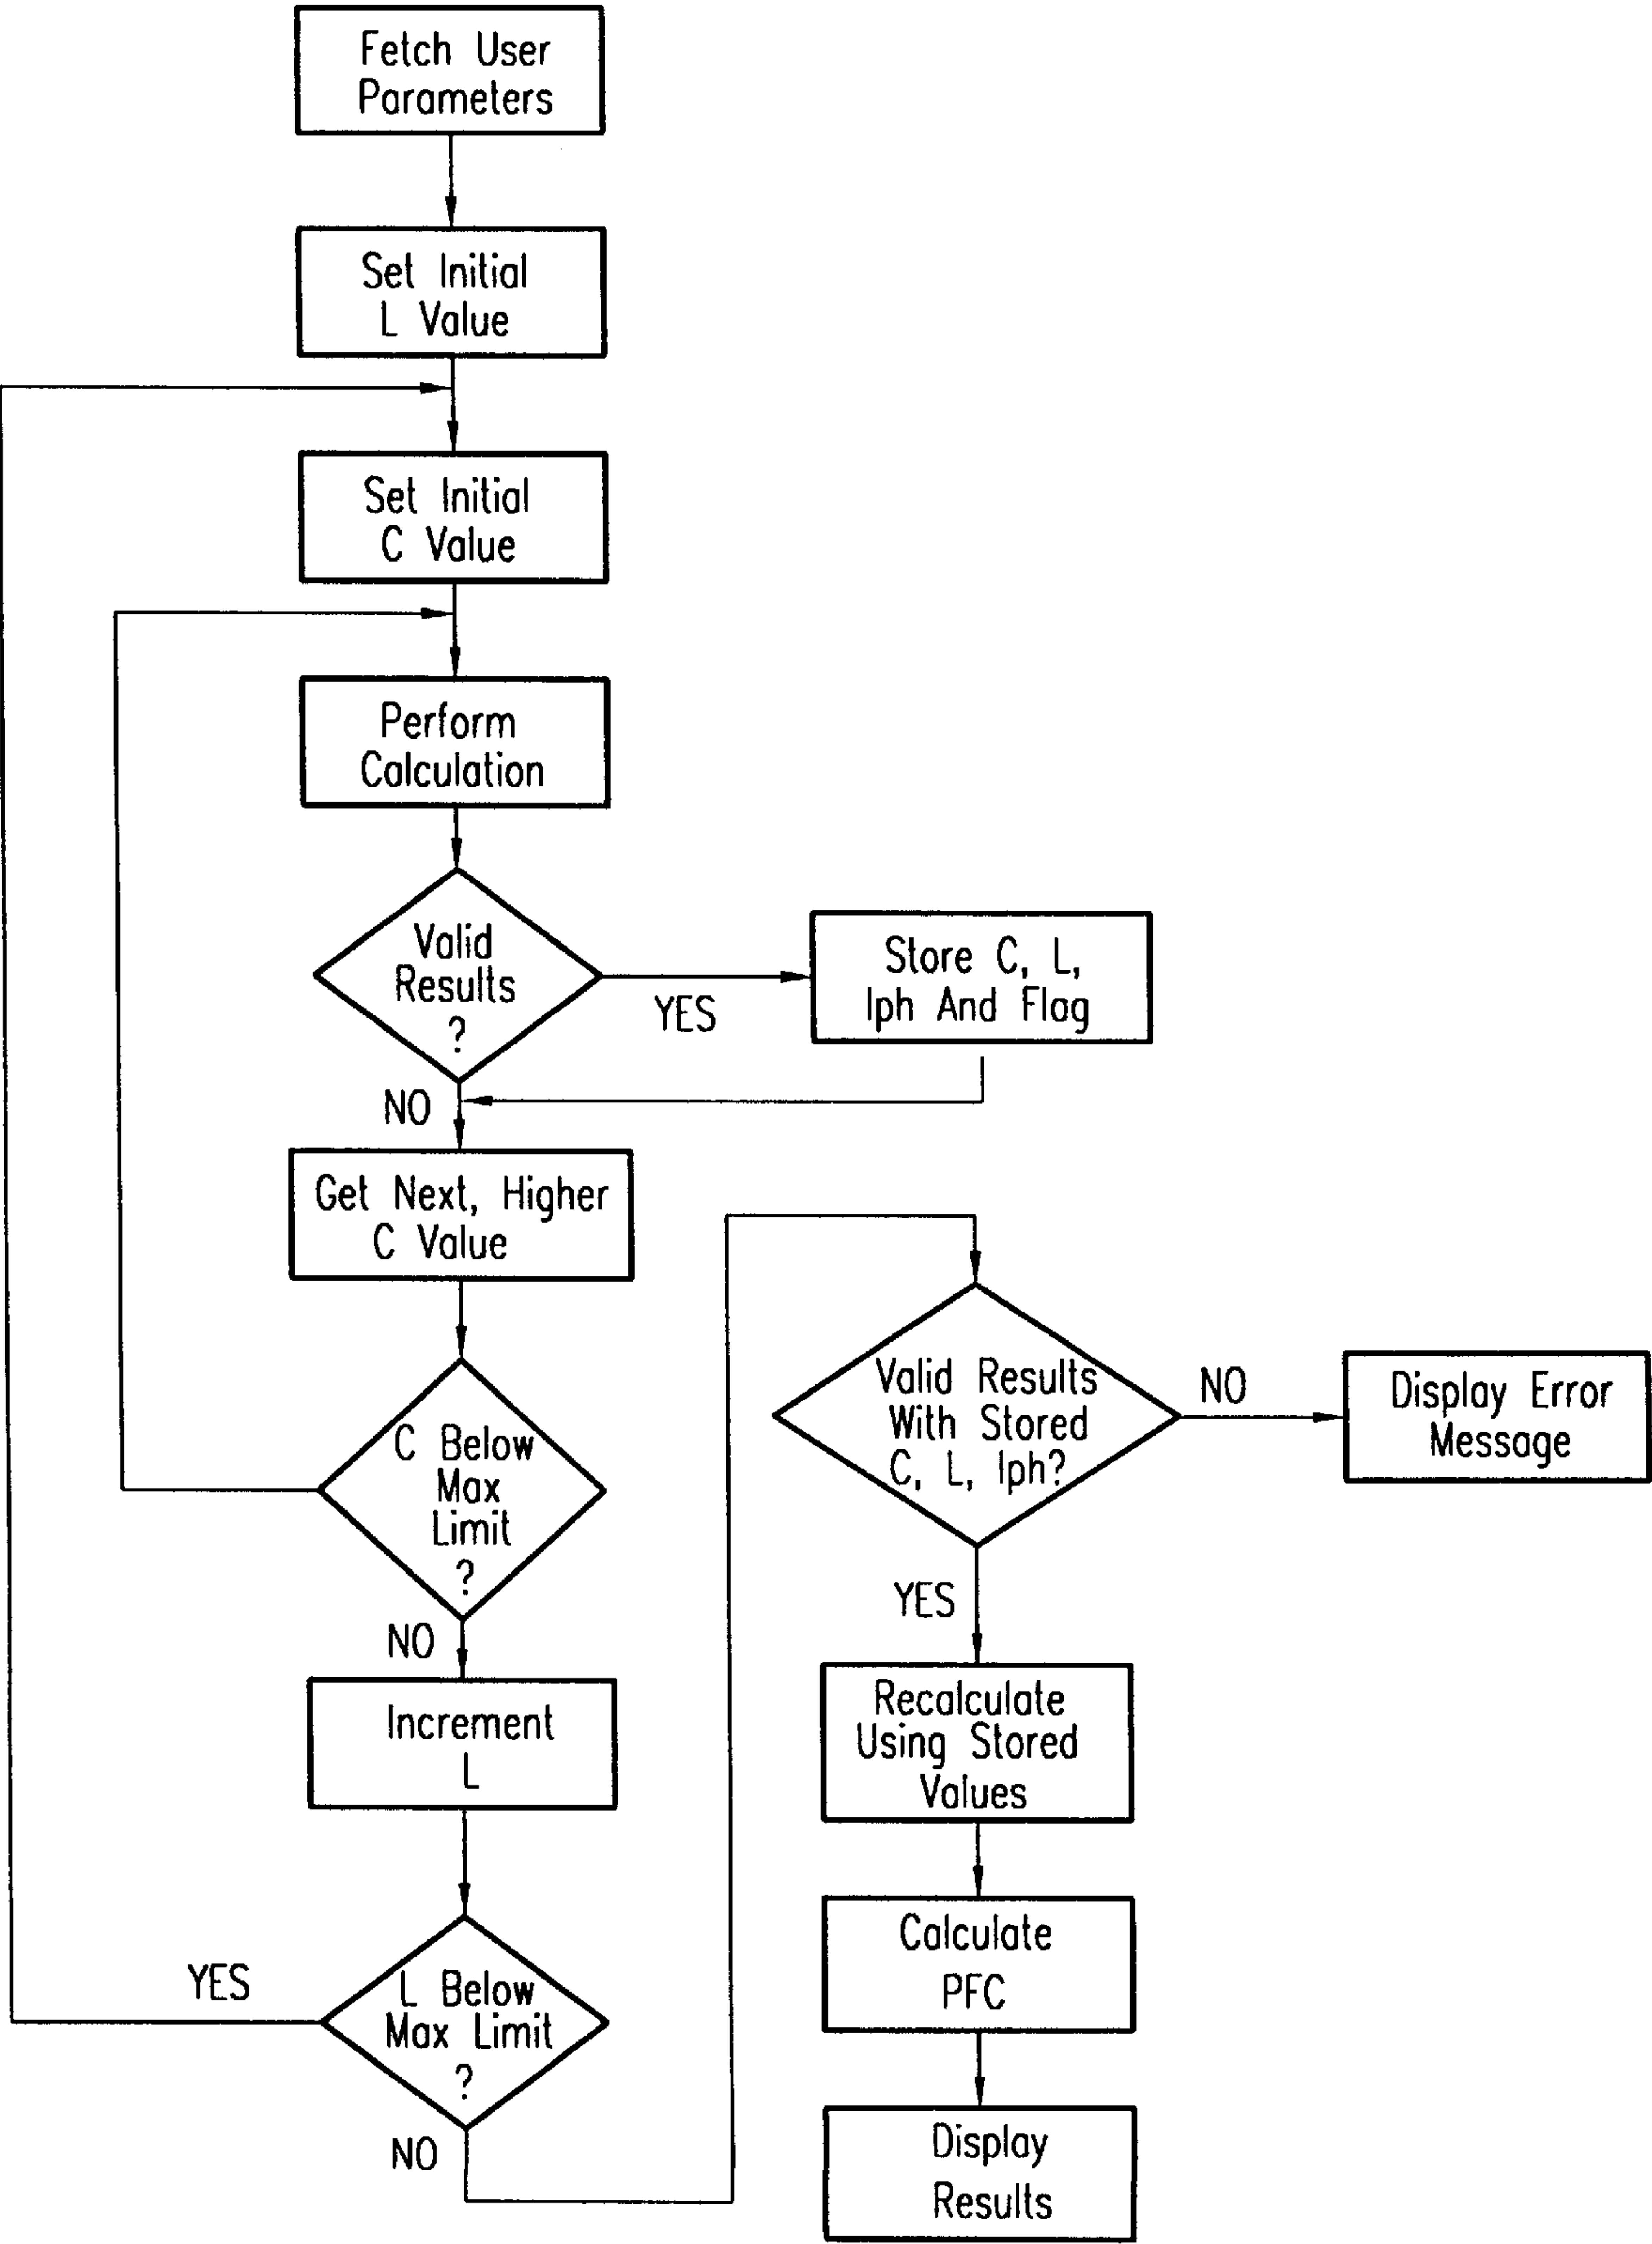 Fetch User
Parameters
Set Initial
L Value
Set Initial
C Value
Perform
Calculation
Valid
Results
?
YES
Store C, L,
Iph And Flag
NO
Get Next, Higher
C Value
C Below
Max
Limit
?
NO
Increment
L
YES
L Below
Max Limit
?
NO
Valid Results
With Stored
C, L, Iph?
NO
Display Error
Message
YES
Recalculate
Using Stored
Values
Calculate
PFC
Display
Results